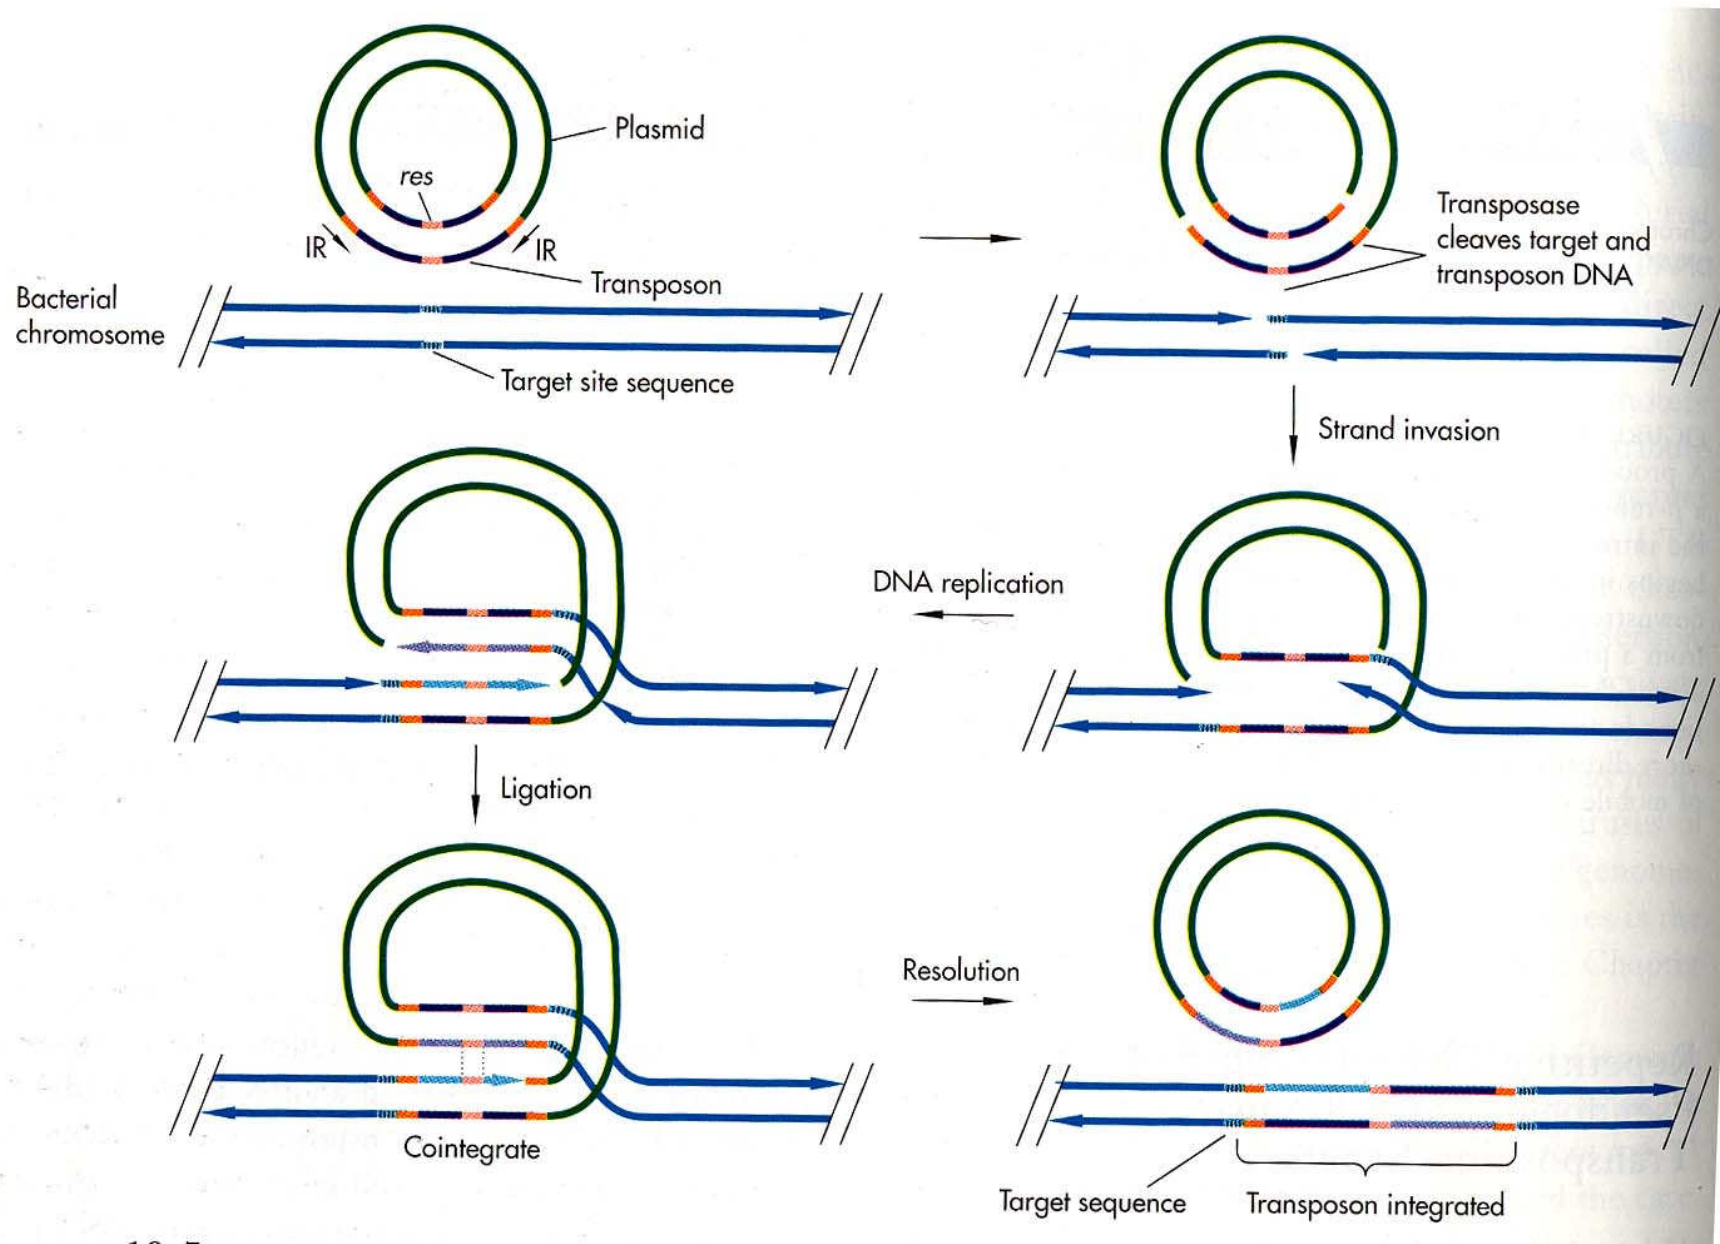 Plasmid
res
IR
IR
Transposon
Bacterial
chromosome
Target site sequence
Transposase
cleaves target and
transposon DNA
Strand invasion
DNA replication
Ligation
Cointegrate
Resolution
Target sequence
Transposon integrated